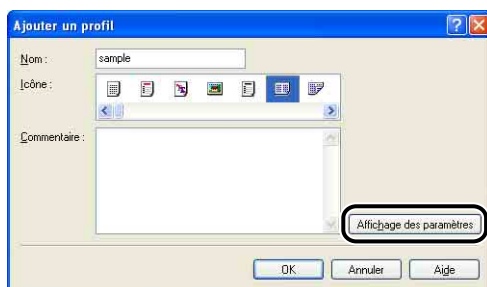 Ajouter un profil
Nom :
sample
Icône :
Commentaire :
Affichage des paramètres
OK
Annuler
Aide